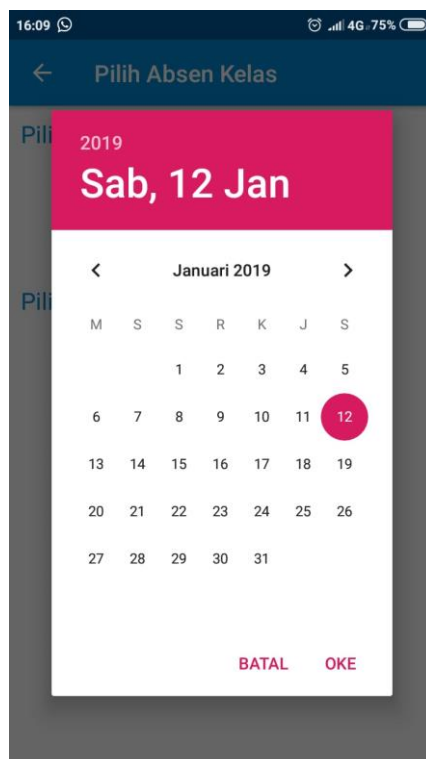 16:09 4G 75%
Pilih Absen Kelas
Pili
2019
Sab, 12 Jan
Januari 2019
M S S R K J S
1 2 3 4 5
6 7 8 9 10 11 12
13 14 15 16 17 18 19
20 21 22 23 24 25 26
Pili
27 28 29 30 31
BATAL OKE